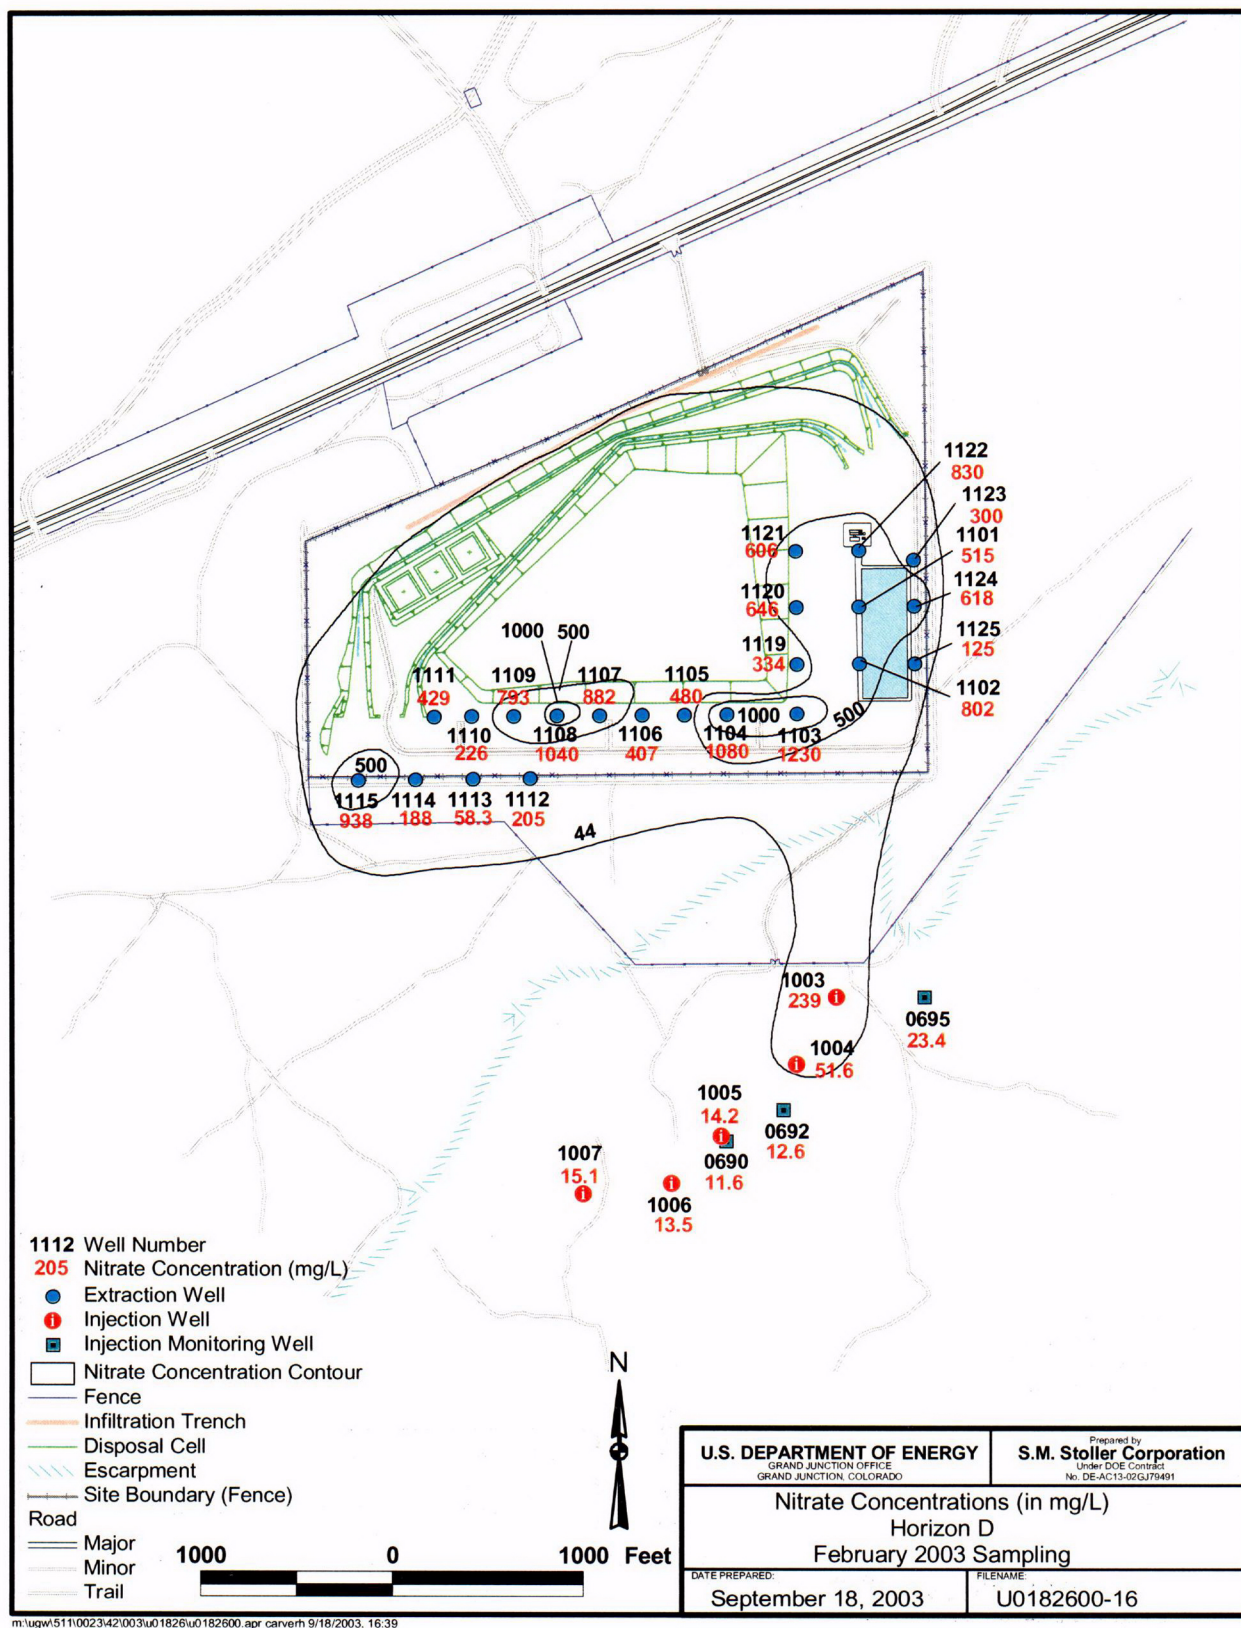 1122
830
1123
300
1121
606
1101
515
1120
646
1124
618
1000 500
1119
334
1125
125
1111
429
1109
793
1107
882
1105
480
1102
802
1000
500
1110
226
1108
1040
1106
407
1104
1080
1103
1230
500
1115
938
1114
188
1113
58.3
1112
205
44
1003
239
0695
23.4
1004
51.6
1005
14.2
0692
12.6
1007
15.1
0690
11.6
1006
13.5
1112 Well Number
205 Nitrate Concentration (mg/L)
Extraction Well
i Injection Well
Injection Monitoring Well
Nitrate Concentration Contour
Fence
Infiltration Trench
Disposal Cell
Escarpment
Site Boundary (Fence)
Road
Major
Minor
Trail
N
1000 0 1000 Feet
U.S. DEPARTMENT OF ENERGY
GRAND JUNCTION OFFICE
GRAND JUNCTION, COLORADO
Prepared by
S.M. Stoller Corporation
Under DOE Contract
No. DE-AC13-02GJ79491
Nitrate Concentrations (in mg/L)
Horizon D
February 2003 Sampling
DATE PREPARED:
September 18, 2003
FILENAME:
U0182600-16
m:\ugw\511\0023\42\003\u01826\u0182600.apr carverh 9/18/2003, 16:39